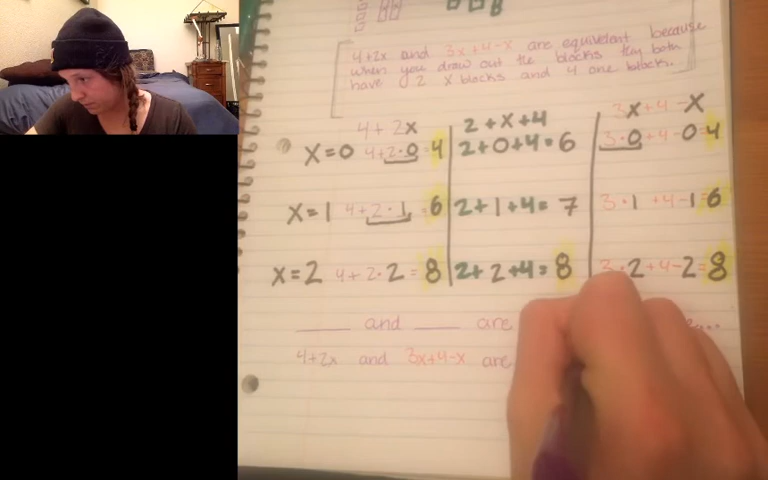 4+2x and 3x+4-x are equivalent because
when you draw out the blocks they both
have 2 x blocks and 4 one block.
4+2x 2+x+4 3x+4-x
x=0 4+2·0=4 2+0+4=6 3·0+4-0=4
x=1 4+2·1=6 2+1+4=7 3·1+4-1=6
x=2 4+2·2=8 2+2+4=8 3·2+4-2=8
____ and ____ are
4+2x and 3x+4-x are